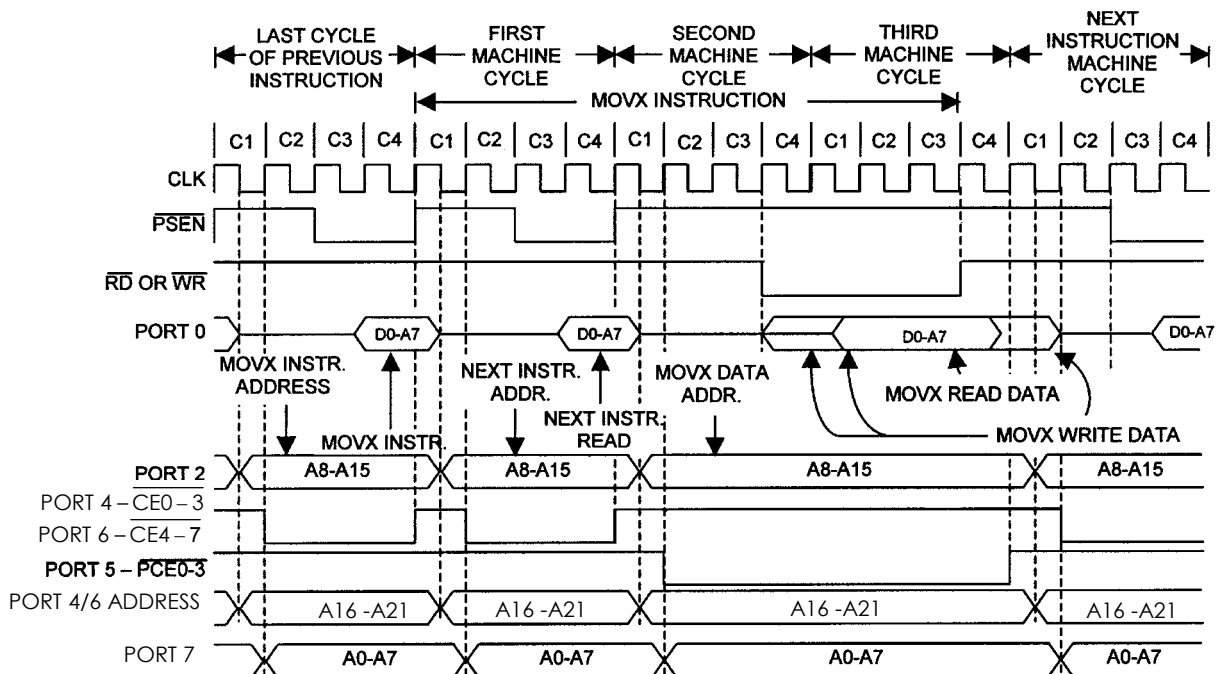 LAST CYCLE
OF PREVIOUS
INSTRUCTION
FIRST
MACHINE
CYCLE
SECOND
MACHINE
CYCLE
THIRD
MACHINE
CYCLE
NEXT
INSTRUCTION
MACHINE
CYCLE
MOVX INSTRUCTION
C1 C2 C3 C4 C1 C2 C3 C4 C1 C2 C3 C4 C1 C2 C3 C4 C1 C2 C3 C4
CLK
PSEN
RD OR WR
PORT 0
D0-A7
D0-A7
D0-A7
D0-A7
MOVX INSTR.
ADDRESS
NEXT INSTR.
ADDR.
MOVX DATA
ADDR.
MOVX READ DATA
MOVX INSTR.
NEXT INSTR.
READ
MOVX WRITE DATA
PORT 2
A8-A15
A8-A15
A8-A15
A8-A15
PORT 4 – CE0 – 3
PORT 6 – CE4 – 7
PORT 5 – PCE0-3
PORT 4/6 ADDRESS
A16 -A21
A16 -A21
A16 -A21
A16 -A21
PORT 7
A0-A7
A0-A7
A0-A7
A0-A7